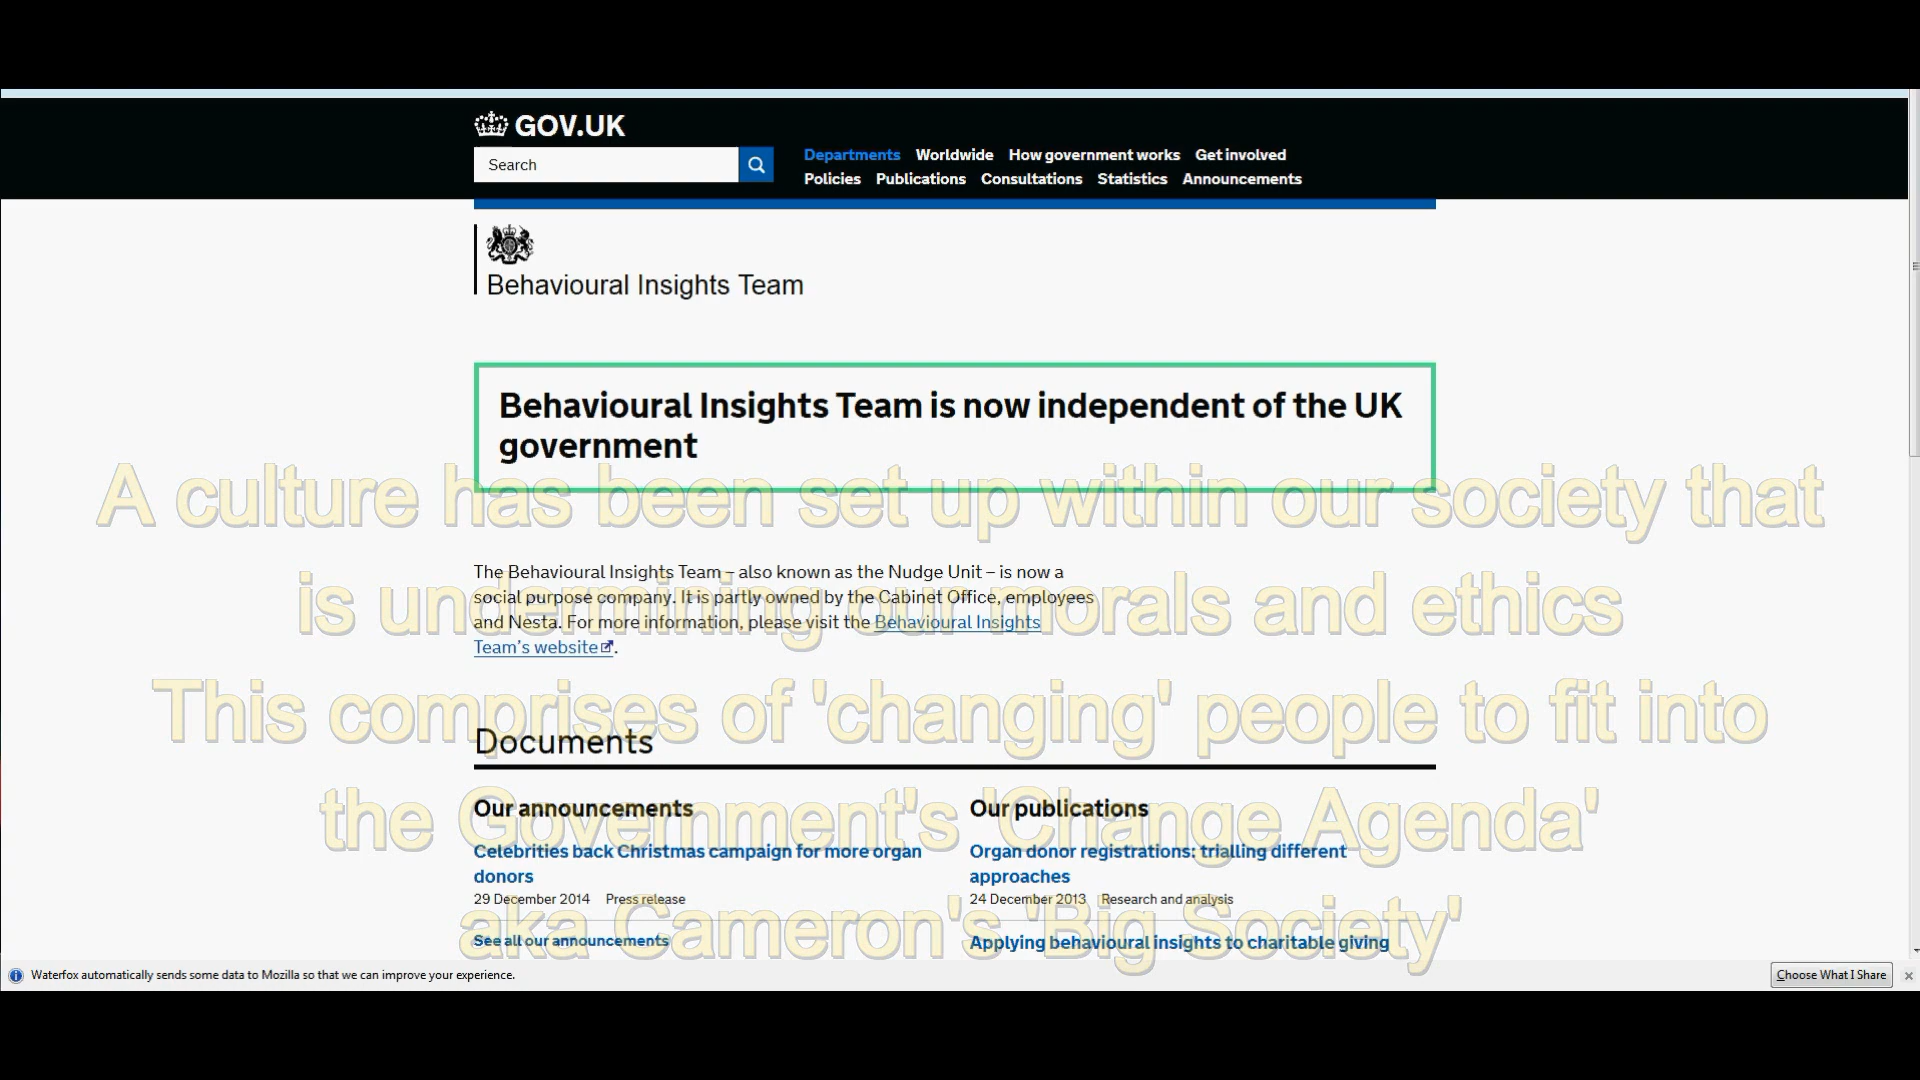 GOV.UK
Search
Departments Worldwide How government works Get involved
Policies Publications Consultations Statistics Announcements
Behavioural Insights Team
Behavioural Insights Team is now independent of the UK
government
A culture has been set up within our society that
is undermining our morals and ethics
This comprises of 'changing' people to fit into
the Government's 'Change Agenda'
aka Cameron's 'Big Society'
The Behavioural Insights Team – also known as the Nudge Unit – is now a
social purpose company. It is partly owned by the Cabinet Office, employees
and Nesta. For more information, please visit the Behavioural Insights
Team's website.
Documents
Our announcements
Celebrities back Christmas campaign for more organ
donors
29 December 2014 Press release
See all our announcements
Our publications
Organ donor registrations: trialling different
approaches
24 December 2013 Research and analysis
Applying behavioural insights to charitable giving
Waterfox automatically sends some data to Mozilla so that we can improve your experience.
Choose What I Share